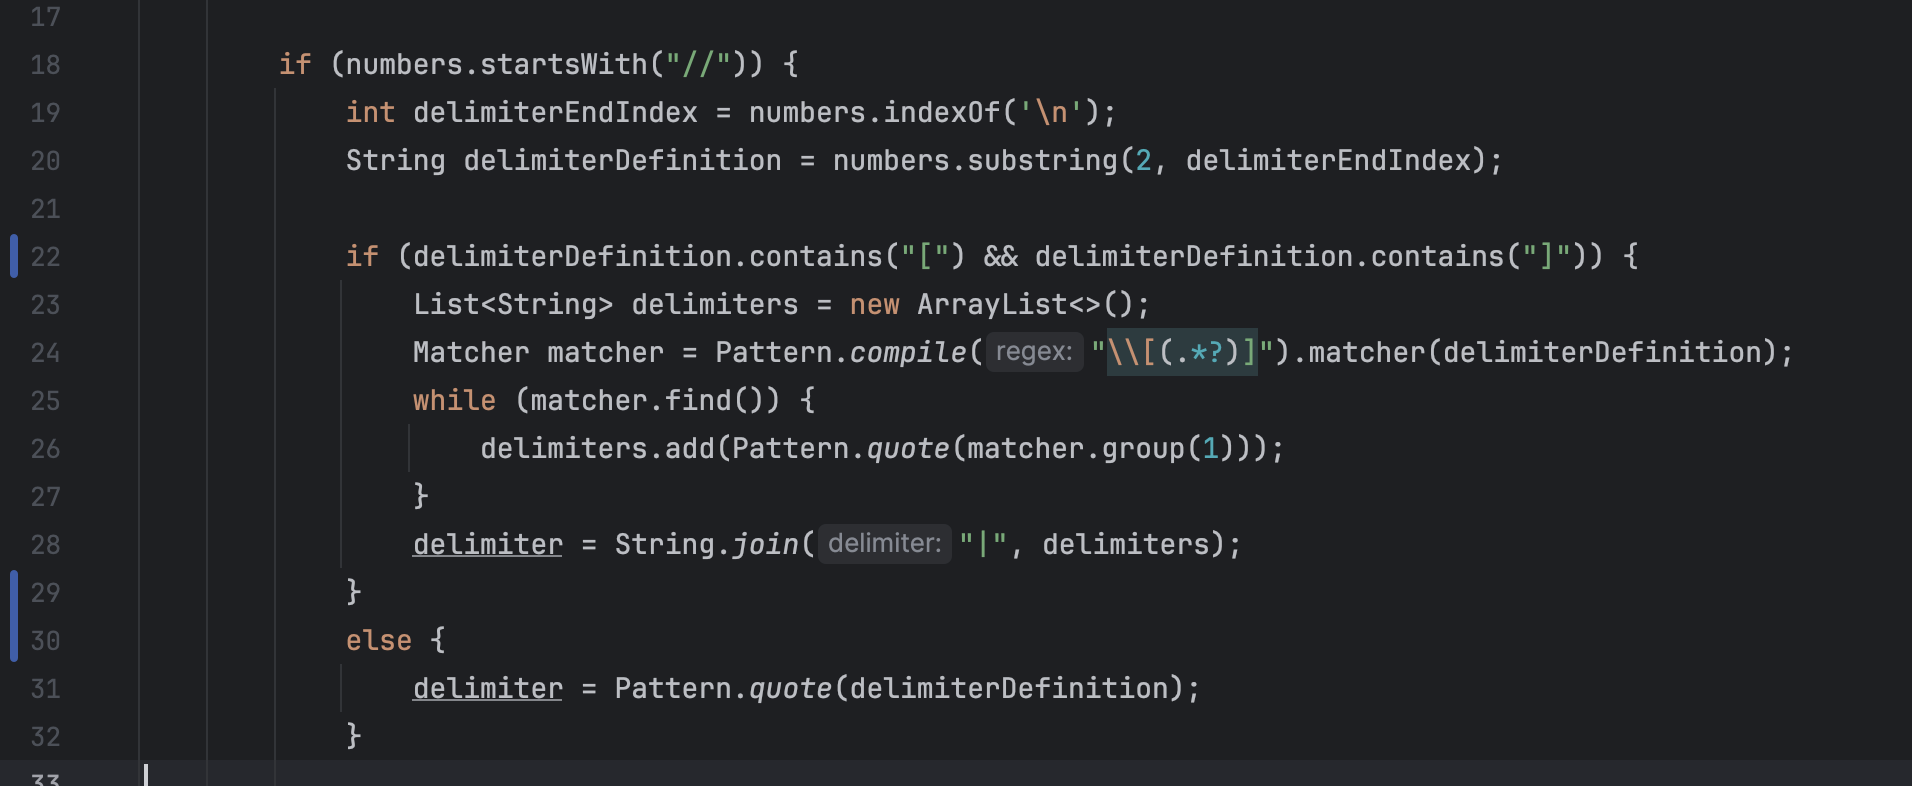 17
18 if (numbers.startsWith("//")) {
19 int delimiterEndIndex = numbers.indexOf('\n');
20 String delimiterDefinition = numbers.substring(2, delimiterEndIndex);
21
22 if (delimiterDefinition.contains("[") && delimiterDefinition.contains("]")) {
23 List<String> delimiters = new ArrayList<>();
24 Matcher matcher = Pattern.compile( regex: "\\[(.*?)]").matcher(delimiterDefinition);
25 while (matcher.find()) {
26 delimiters.add(Pattern.quote(matcher.group(1)));
27 }
28 delimiter = String.join( delimiter: "|", delimiters);
29 }
30 else {
31 delimiter = Pattern.quote(delimiterDefinition);
32 }
33